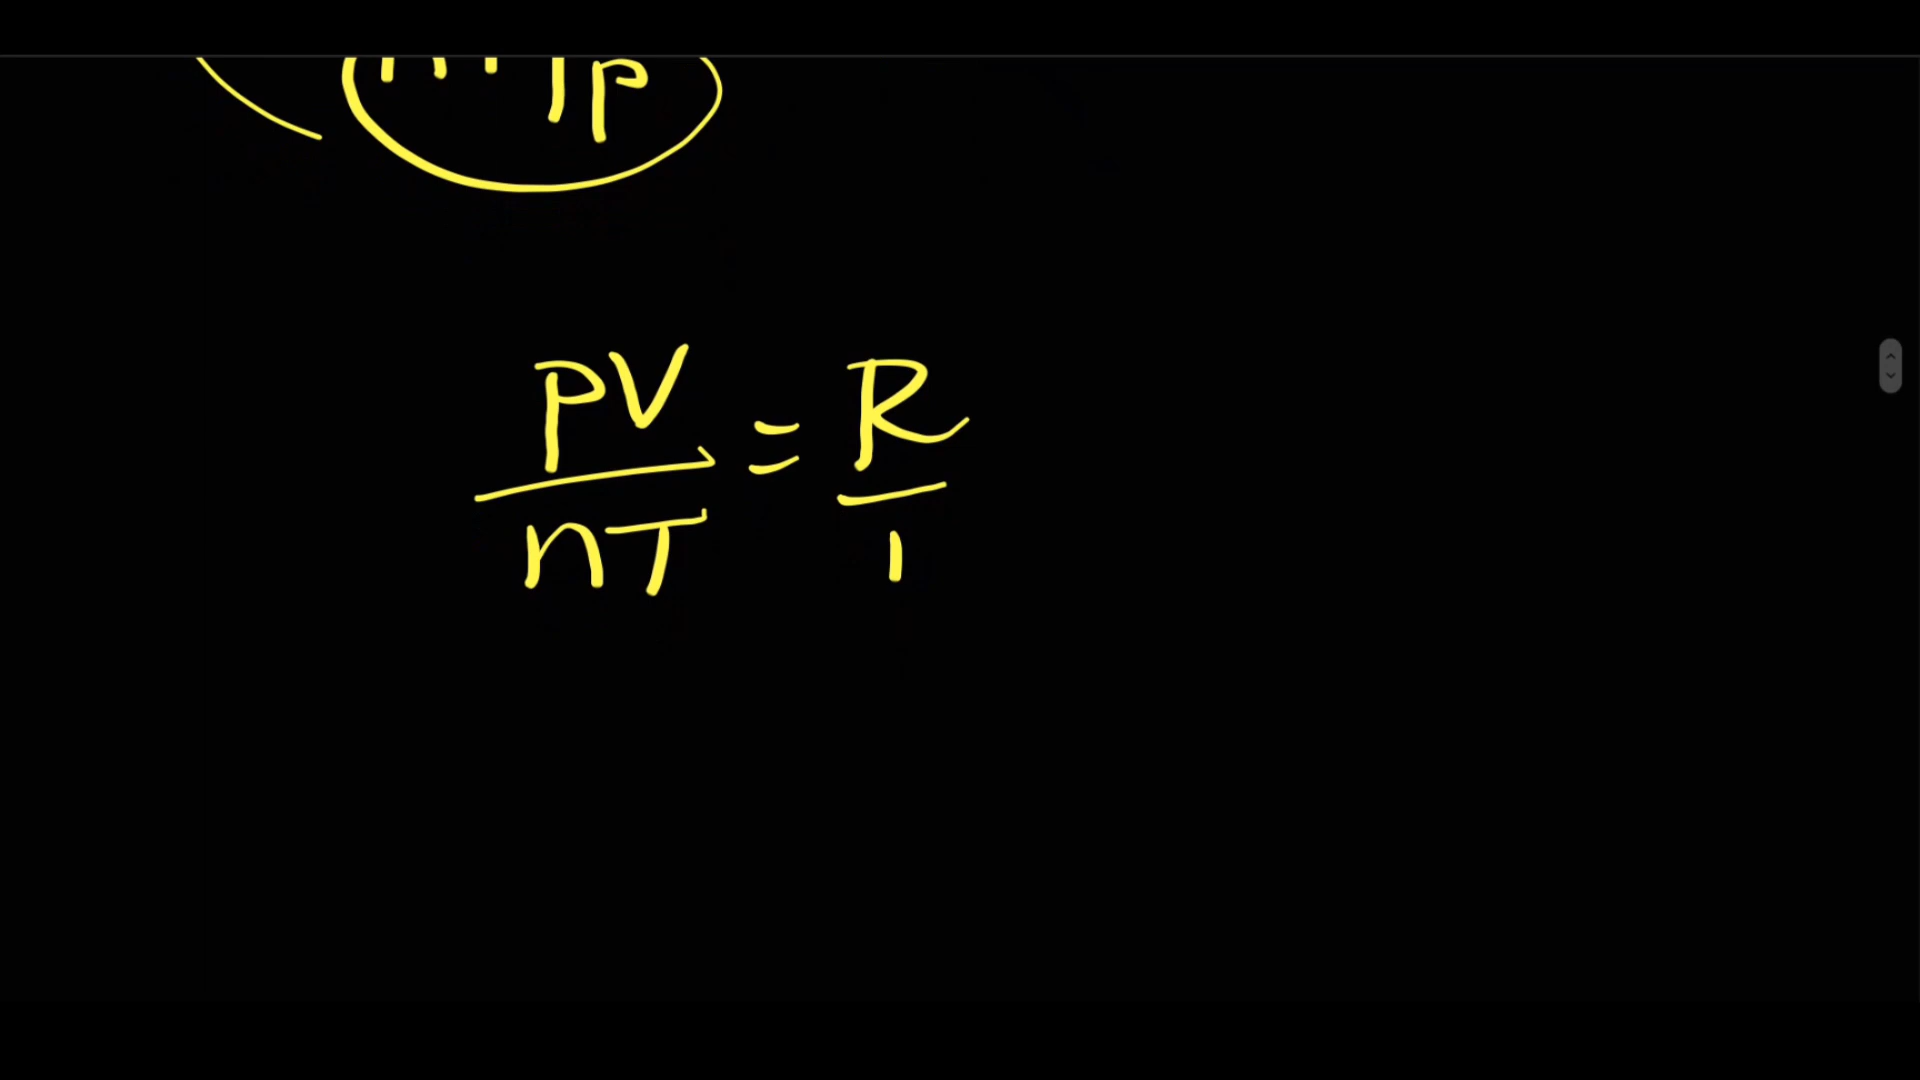 PV = R
nT 1